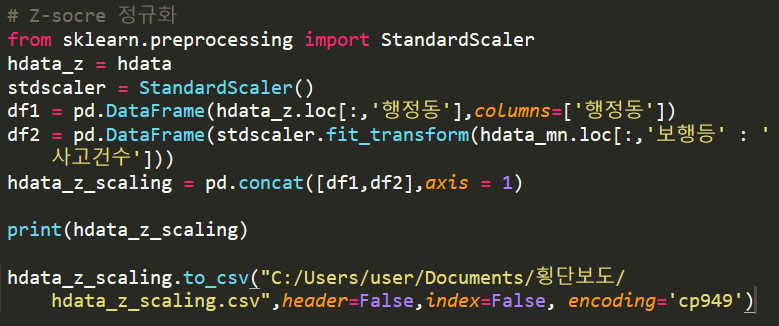 # Z-socre 정규화
from sklearn.preprocessing import StandardScaler
hdata_z = hdata
stdscaler = StandardScaler()
df1 = pd.DataFrame(hdata_z.loc[:,'행정동'],columns=['행정동'])
df2 = pd.DataFrame(stdscaler.fit_transform(hdata_mn.loc[:,'보행등' : '
사고건수']))
hdata_z_scaling = pd.concat([df1,df2],axis = 1)
print(hdata_z_scaling)
hdata_z_scaling.to_csv("C:/Users/user/Documents/횡단보도/
hdata_z_scaling.csv",header=False,index=False, encoding='cp949')